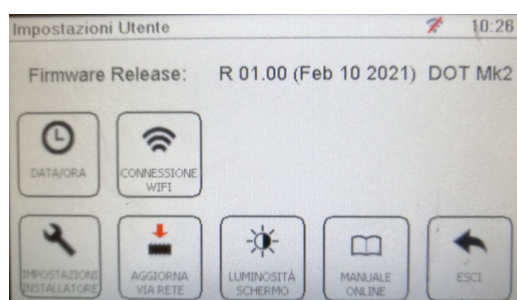 Impostazioni Utente 10:26
Firmware Release: R 01.00 (Feb 10 2021) DOT Mk2
DATA/ORA
CONNESSIONE
WIFI
IMPOSTAZIONI
INSTALLATORE
AGGIORNA
VIA RETE
LUMINOSITÀ
SCHERMO
MANUALE
ONLINE
ESCI